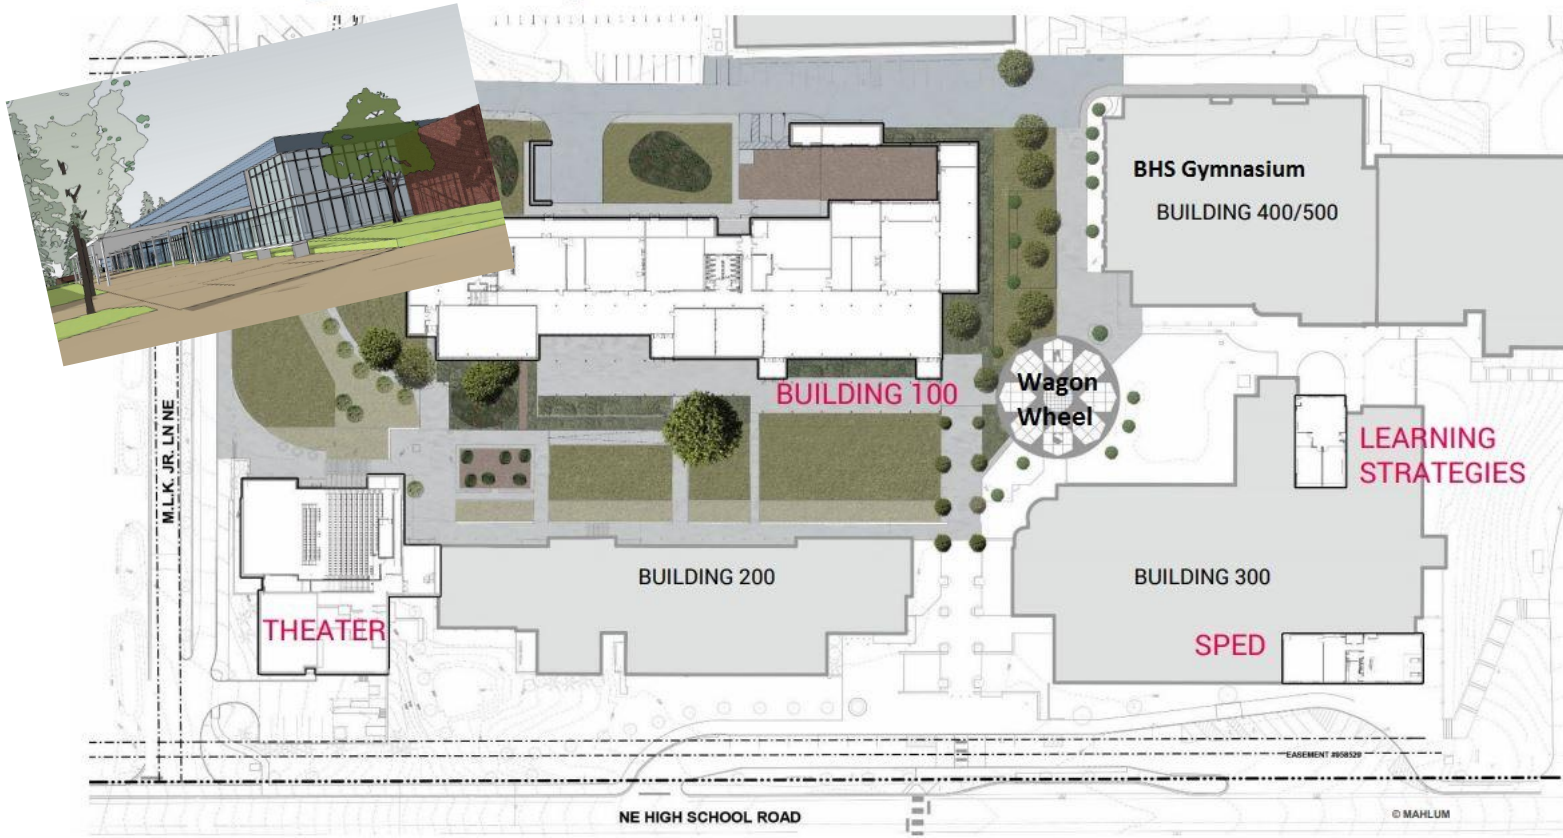 BHS Gymnasium
BUILDING 400/500
BUILDING 100
Wagon
Wheel
M.L.K. JR. LN NE
LEARNING
STRATEGIES
BUILDING 200
BUILDING 300
THEATER
SPED
NE HIGH SCHOOL ROAD
© MAHLUM